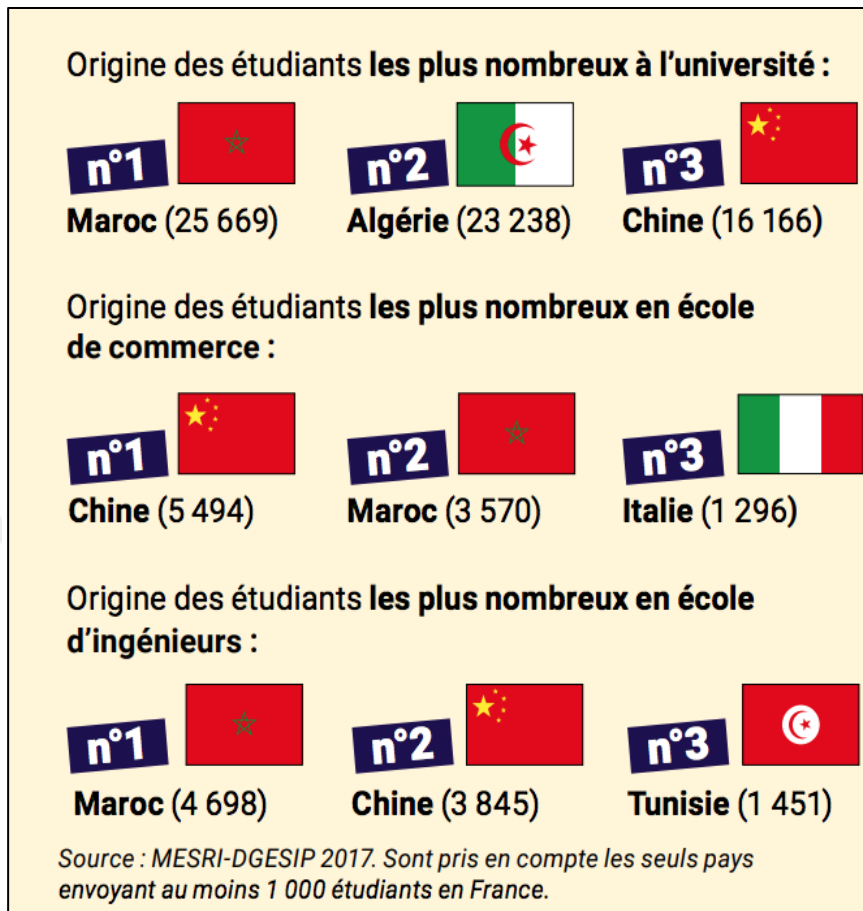 Origine des étudiants les plus nombreux à l'université :
n°1 n°2 n°3
Maroc (25 669) Algérie (23 238) Chine (16 166)
Origine des étudiants les plus nombreux en école
de commerce :
n°1 n°2 n°3
Chine (5 494) Maroc (3 570) Italie (1 296)
Origine des étudiants les plus nombreux en école
d'ingénieurs :
n°1 n°2 n°3
Maroc (4 698) Chine (3 845) Tunisie (1 451)
Source : MESRI-DGESIP 2017. Sont pris en compte les seuls pays
envoyant au moins 1 000 étudiants en France.